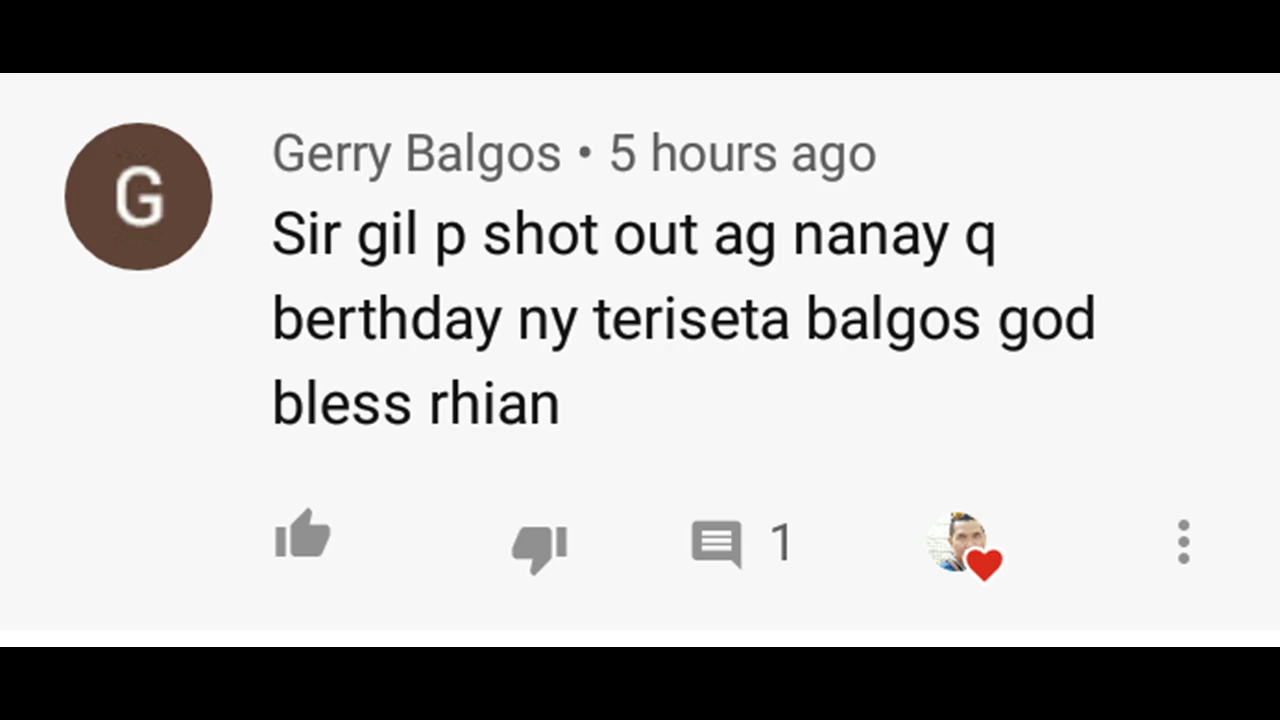 G
Gerry Balgos • 5 hours ago
Sir gil p shot out ag nanay q
berthday ny teriseta balgos god
bless rhian
1